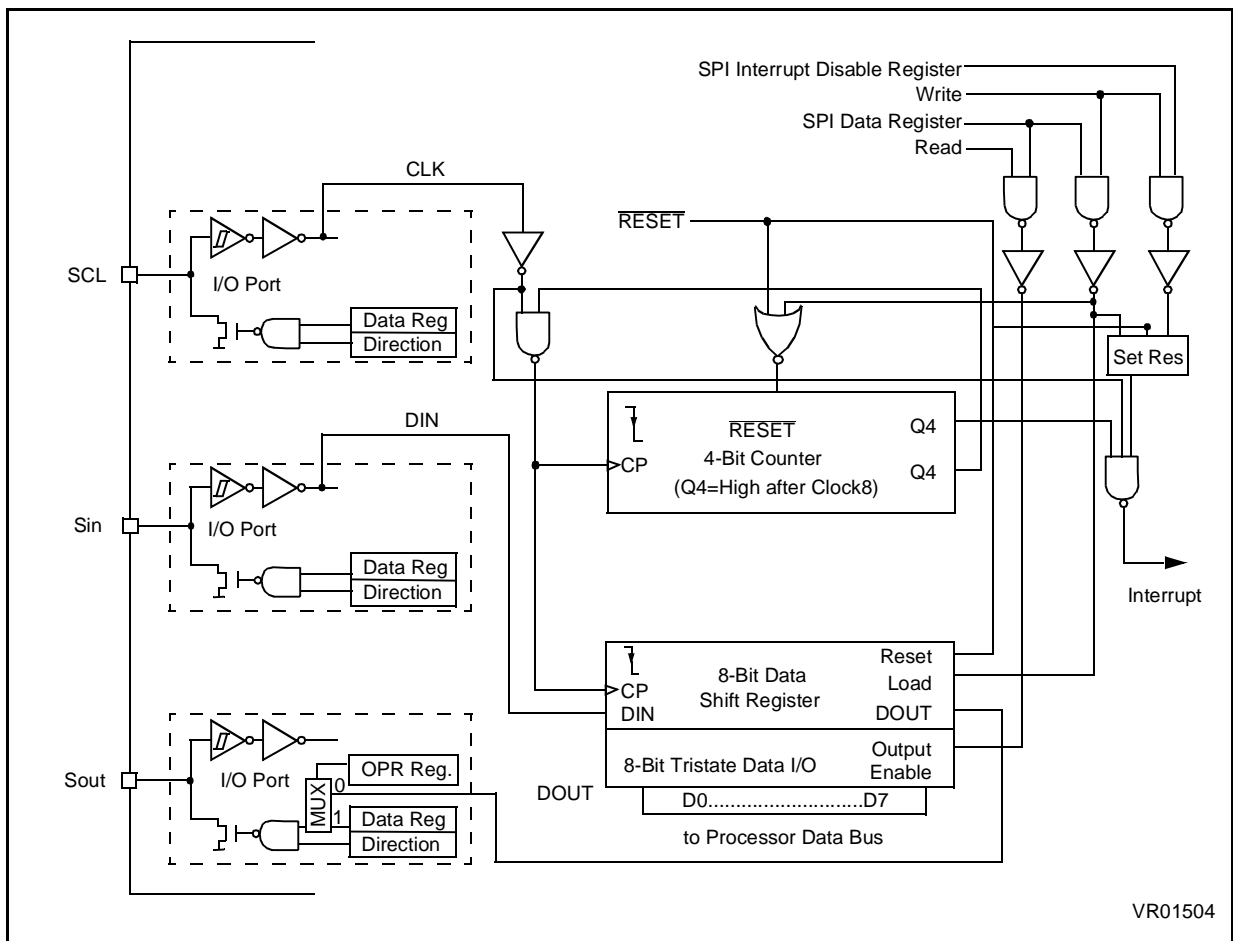 SPI Interrupt Disable Register
Write
SPI Data Register
Read
CLK
RESET
SCL
I/O Port
Data Reg
Direction
Set Res
DIN
RESET
4-Bit Counter
(Q4=High after Clock8)
CP
Q4
Q4
Sin
I/O Port
Data Reg
Direction
Interrupt
8-Bit Data
Shift Register
CP
DIN
Reset
Load
DOUT
Sout
I/O Port
OPR Reg.
MUX
0
1
Data Reg
Direction
DOUT
8-Bit Tristate Data I/O
Output
Enable
D0............................D7
to Processor Data Bus
VR01504